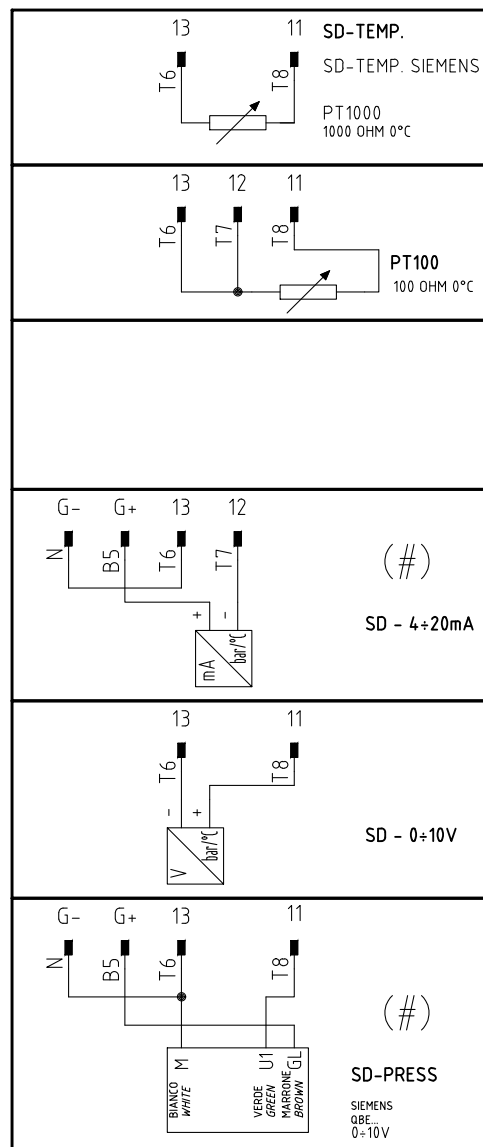 13 11 SD-TEMP.
T6 T8 SD-TEMP. SIEMENS
PT1000
1000 OHM 0°C
13 12 11
T6 T7 T8
PT100
100 OHM 0°C
G- G+ 13 12
N B5 T6 T7
(#)
+ -
mA bar/°C
SD - 4÷20mA
13 11
T6 T8
- +
V bar/°C
SD - 0÷10V
G- G+ 13 11
N B5 T6 T8
(#)
M U1 GL
BIANCO
WHITE
VERDE
GREEN
MARRONE
BROWN
SD-PRESS
SIEMENS
QBE...
0÷10V